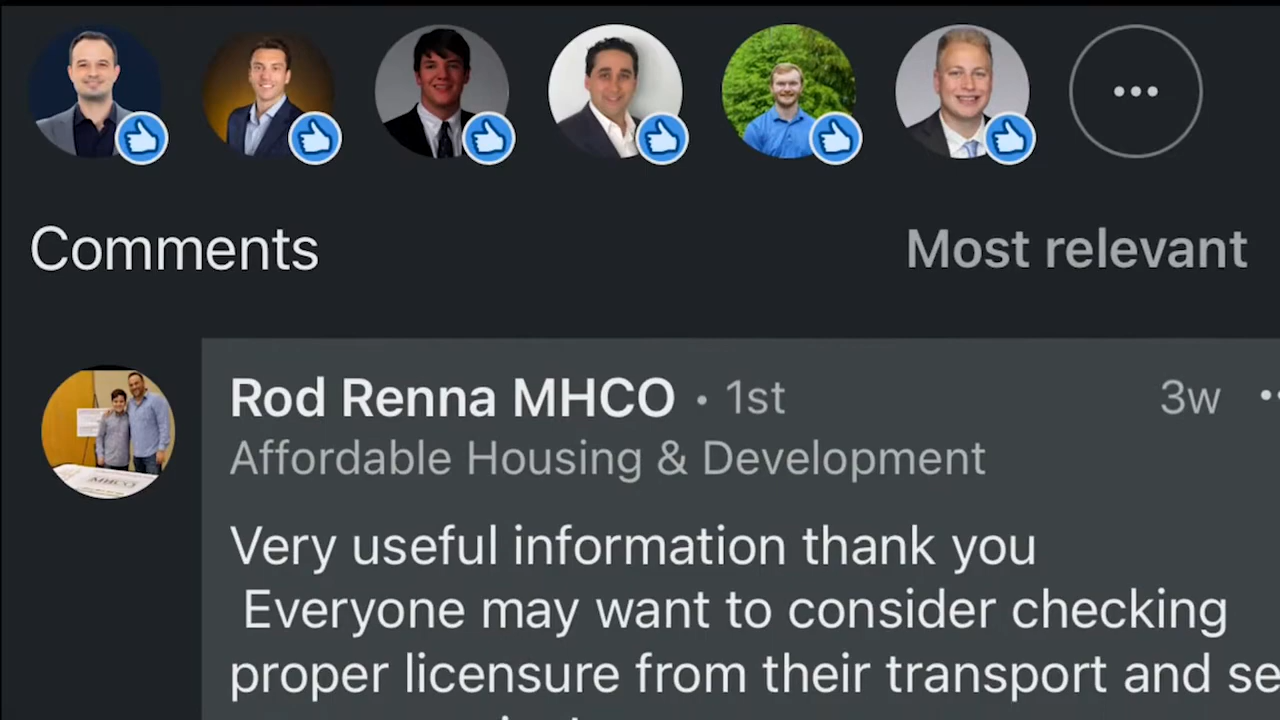 Comments
Most relevant
Rod Renna MHCO • 1st
3w
Affordable Housing & Development
Very useful information thank you
Everyone may want to consider checking
proper licensure from their transport and se